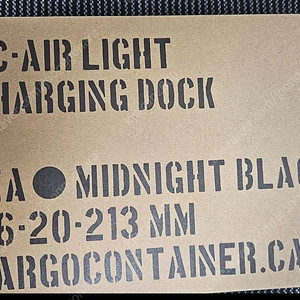 C-AIR LIGHT
HARGING DOCK
A ● MIDNIGHT BLAC
6-20-213 MM
ARGOCONTAINER.CA